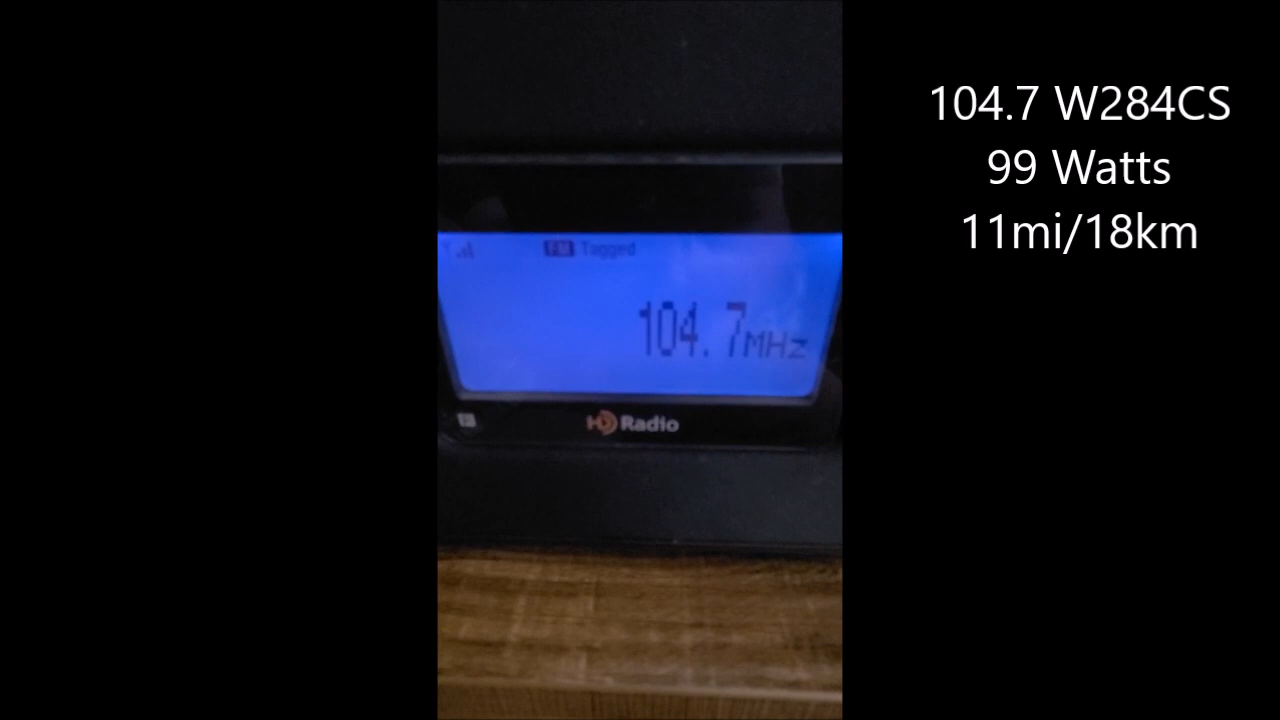 104.7 W284CS
99 Watts
11mi/18km
FM Tagged
104.7MHz
HD Radio